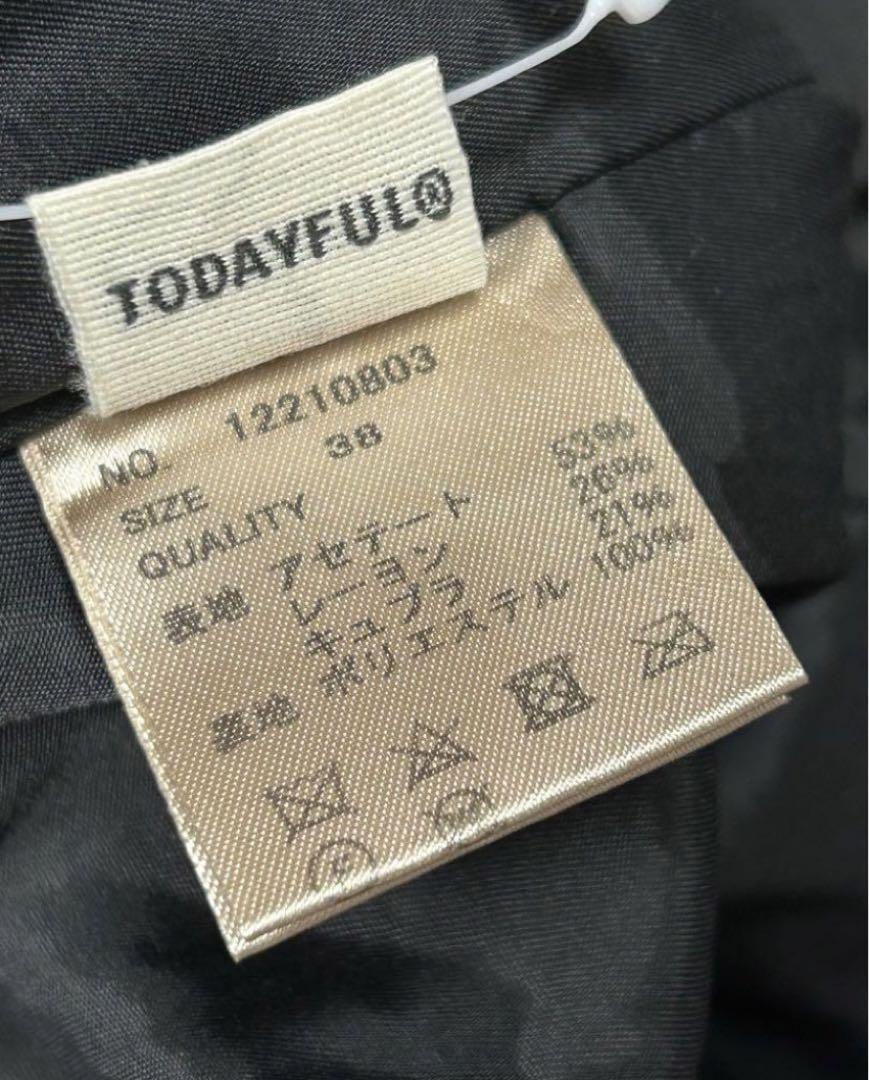 TODAYFUL®
NO. 12210803
SIZE 38
QUALITY
表地 アセテート 53%
レーヨン 26%
キュプラ 21%
裏地 ポリエステル 100%